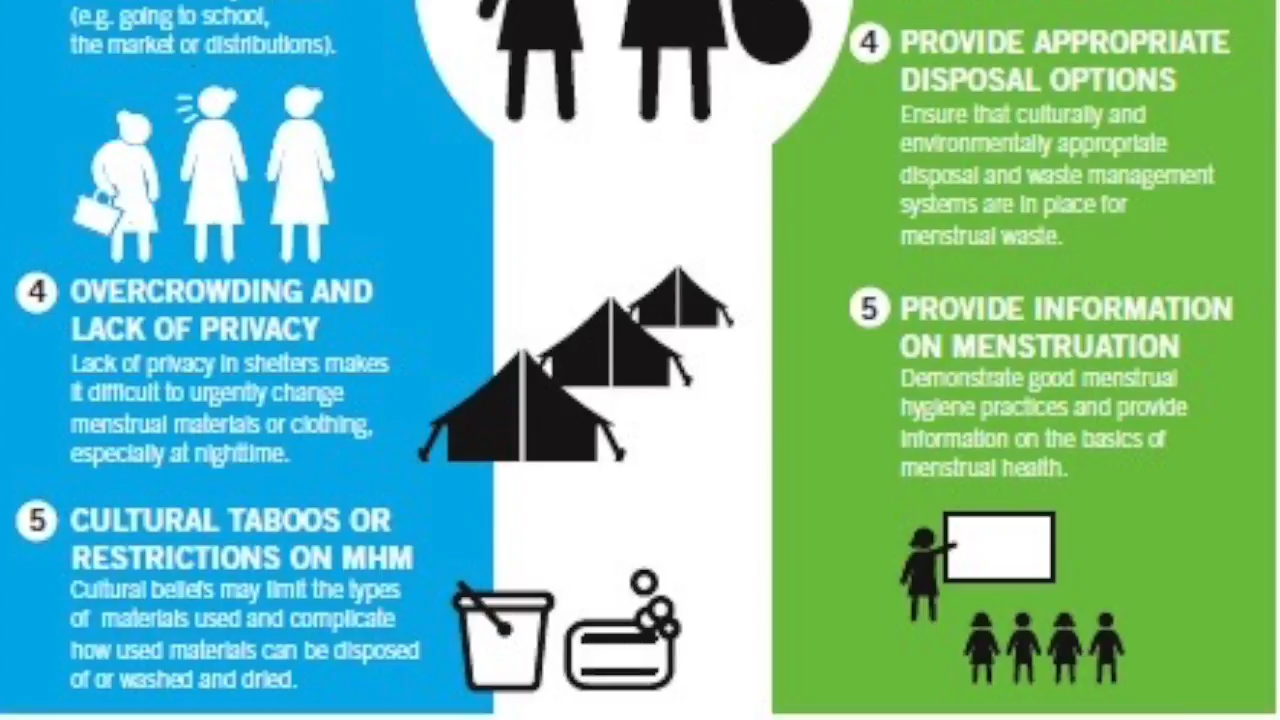 (e.g. going to school,
the market or distributions).
4 OVERCROWDING AND
LACK OF PRIVACY
Lack of privacy in shelters makes
it difficult to urgently change
menstrual materials or clothing,
especially at nighttime.
5 CULTURAL TABOOS OR
RESTRICTIONS ON MHM
Cultural beliefs may limit the types
of materials used and complicate
how used materials can be disposed
of or washed and dried.
4 PROVIDE APPROPRIATE
DISPOSAL OPTIONS
Ensure that culturally and
environmentally appropriate
disposal and waste management
systems are in place for
menstrual waste.
5 PROVIDE INFORMATION
ON MENSTRUATION
Demonstrate good menstrual
hygiene practices and provide
information on the basics of
menstrual health.